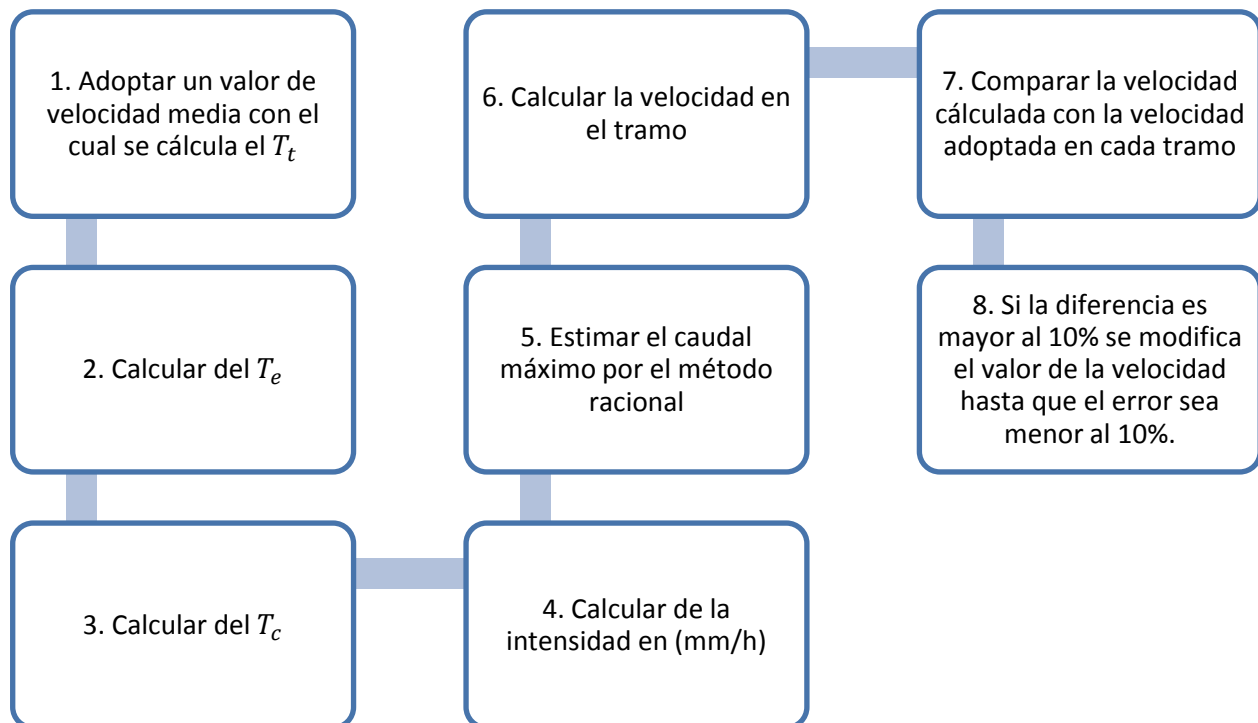 1. Adoptar un valor de
velocidad media con el
cual se cálcula el T_t
2. Calcular del T_e
3. Calcular del T_c
4. Calcular de la
intensidad en (mm/h)
5. Estimar el caudal
máximo por el método
racional
6. Calcular la velocidad en
el tramo
7. Comparar la velocidad
cálculada con la velocidad
adoptada en cada tramo
8. Si la diferencia es
mayor al 10% se modifica
el valor de la velocidad
hasta que el error sea
menor al 10%.